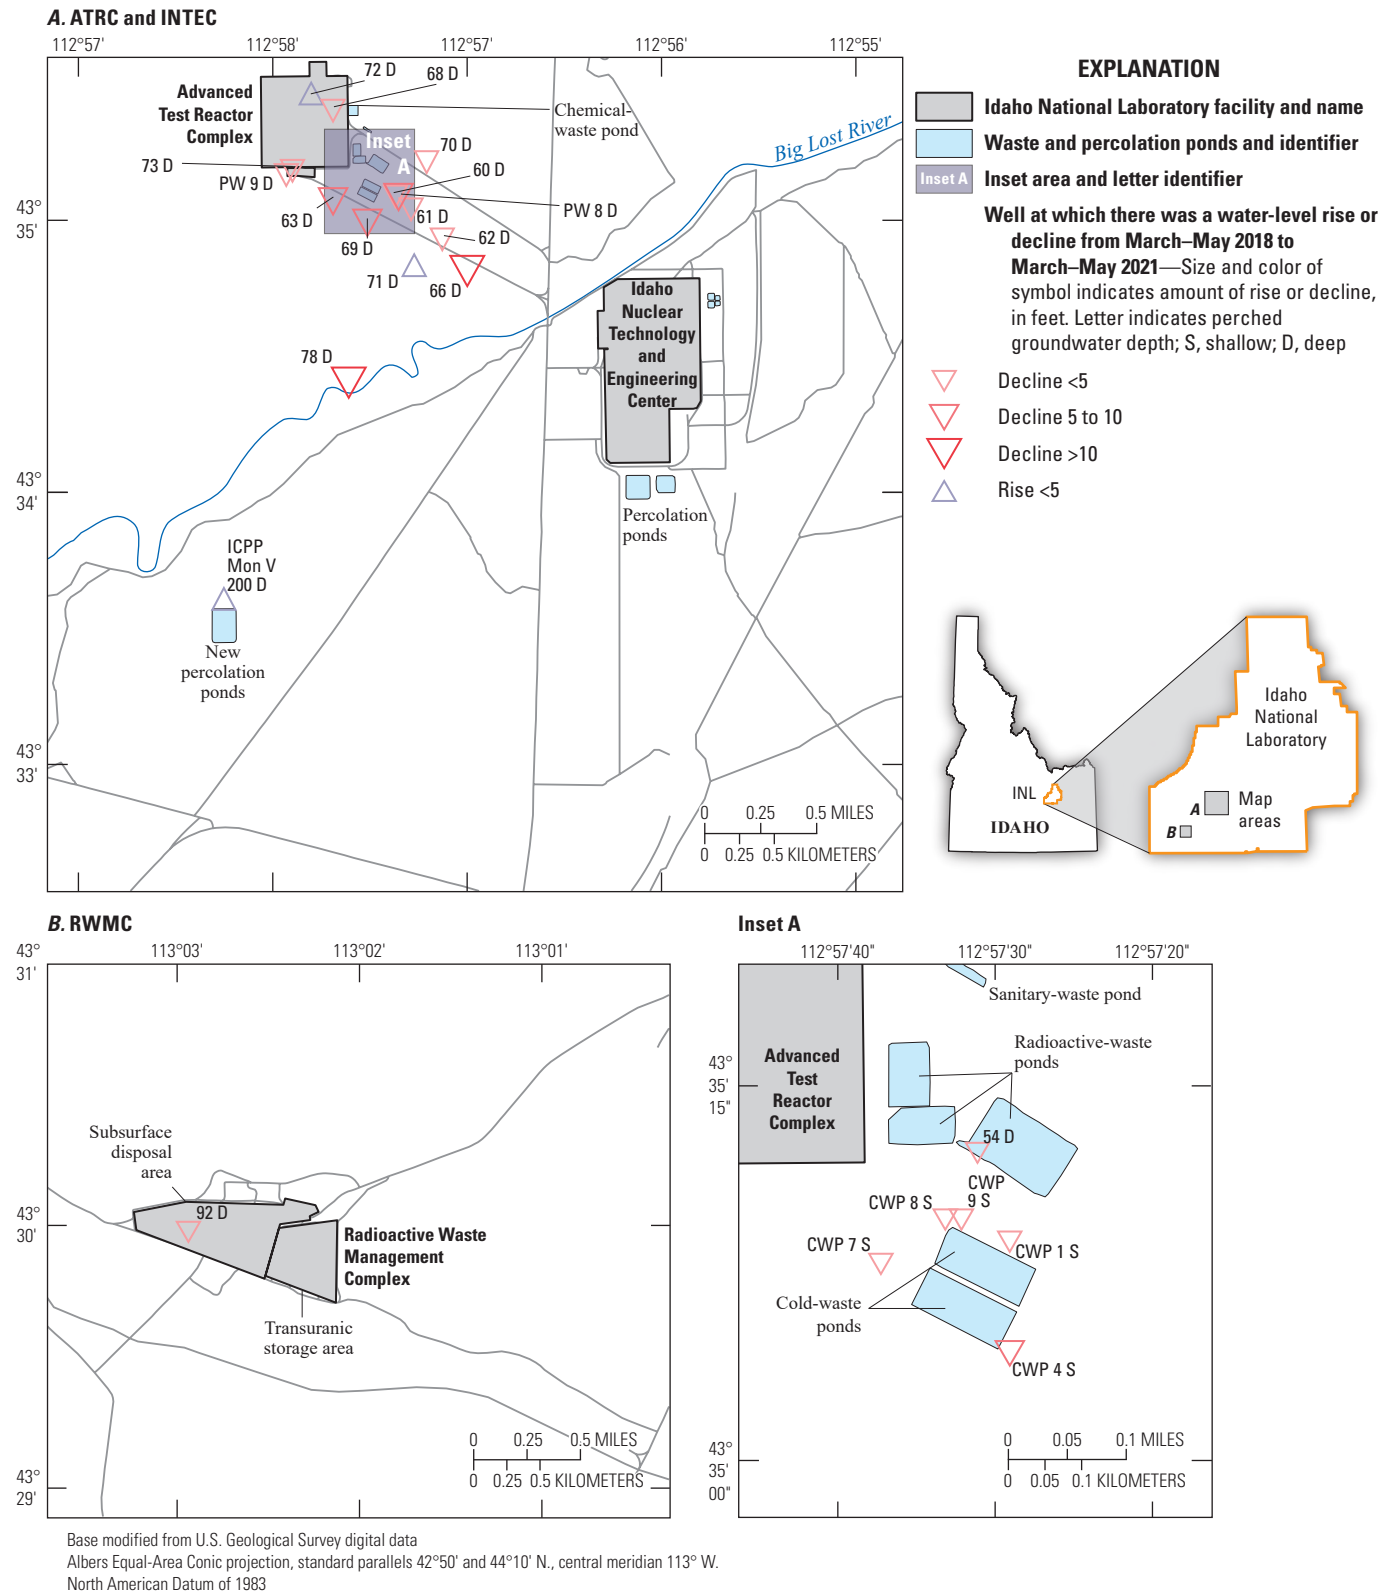 A. ATRC and INTEC
112°57' 112°58' 112°57' 112°56' 112°55'
72 D
68 D
Advanced
Test Reactor
Complex
Chemical-
waste pond
Inset
A
70 D
73 D
PW 9 D
60 D
PW 8 D
63 D
61 D
69 D
62 D
71 D
66 D
Big Lost River
43°
35'
Idaho
Nuclear
Technology
and
Engineering
Center
78 D
43°
34'
Percolation
ponds
ICPP
Mon V
200 D
New
percolation
ponds
43°
33'
0 0.25 0.5 MILES
0 0.25 0.5 KILOMETERS
EXPLANATION
Idaho National Laboratory facility and name
Waste and percolation ponds and identifier
Inset A Inset area and letter identifier
Well at which there was a water-level rise or
decline from March–May 2018 to
March–May 2021—Size and color of
symbol indicates amount of rise or decline,
in feet. Letter indicates perched
groundwater depth; S, shallow; D, deep
Decline <5
Decline 5 to 10
Decline >10
Rise <5
INL
IDAHO
Idaho
National
Laboratory
A
B
Map
areas
B. RWMC
43°
31'
113°03' 113°02' 113°01'
Subsurface
disposal
area
92 D
43°
30'
Radioactive Waste
Management
Complex
Transuranic
storage area
0 0.25 0.5 MILES
0 0.25 0.5 KILOMETERS
43°
29'
Inset A
112°57'40" 112°57'30" 112°57'20"
Sanitary-waste pond
Radioactive-waste
ponds
43°
35'
15"
Advanced
Test
Reactor
Complex
54 D
CWP
9 S
CWP 8 S
CWP 7 S
CWP 1 S
Cold-waste
ponds
CWP 4 S
0 0.05 0.1 MILES
0 0.05 0.1 KILOMETERS
43°
35'
00"
Base modified from U.S. Geological Survey digital data
Albers Equal-Area Conic projection, standard parallels 42°50' and 44°10' N., central meridian 113° W.
North American Datum of 1983